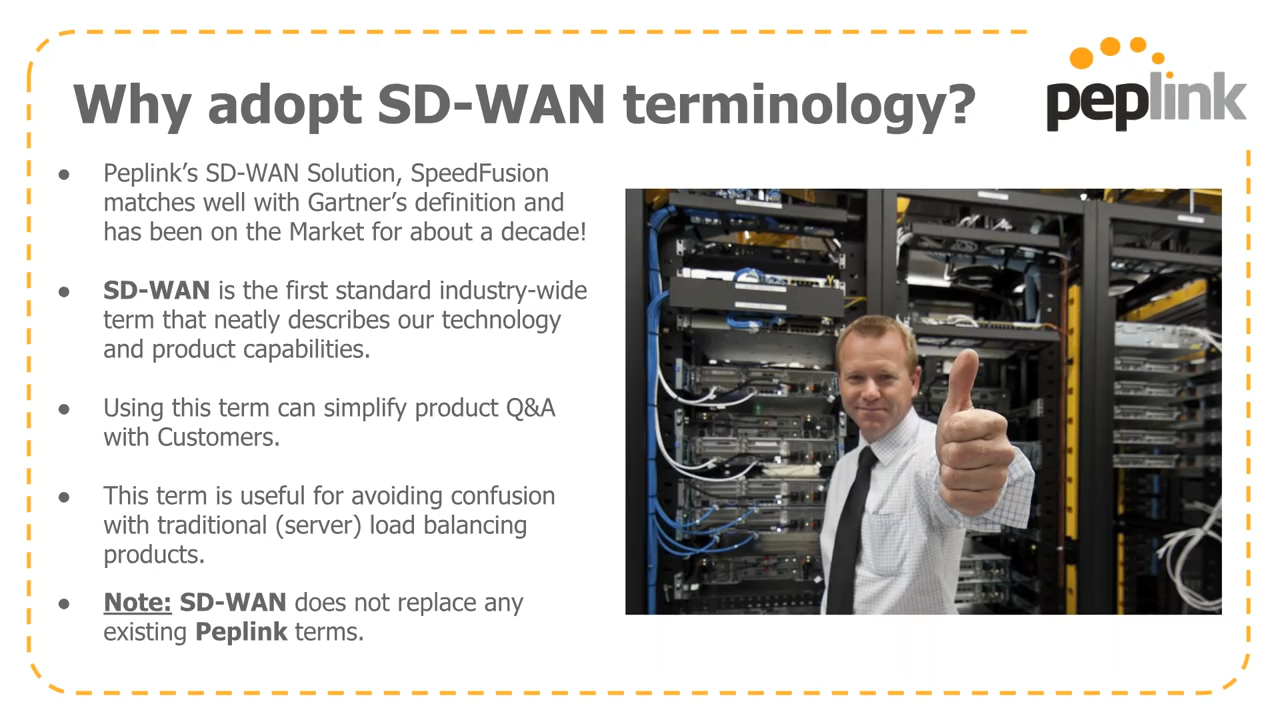 Why adopt SD-WAN terminology?
peplink
● Peplink’s SD-WAN Solution, SpeedFusion
matches well with Gartner’s definition and
has been on the Market for about a decade!
● SD-WAN is the first standard industry-wide
term that neatly describes our technology
and product capabilities.
● Using this term can simplify product Q&A
with Customers.
● This term is useful for avoiding confusion
with traditional (server) load balancing
products.
● Note: SD-WAN does not replace any
existing Peplink terms.